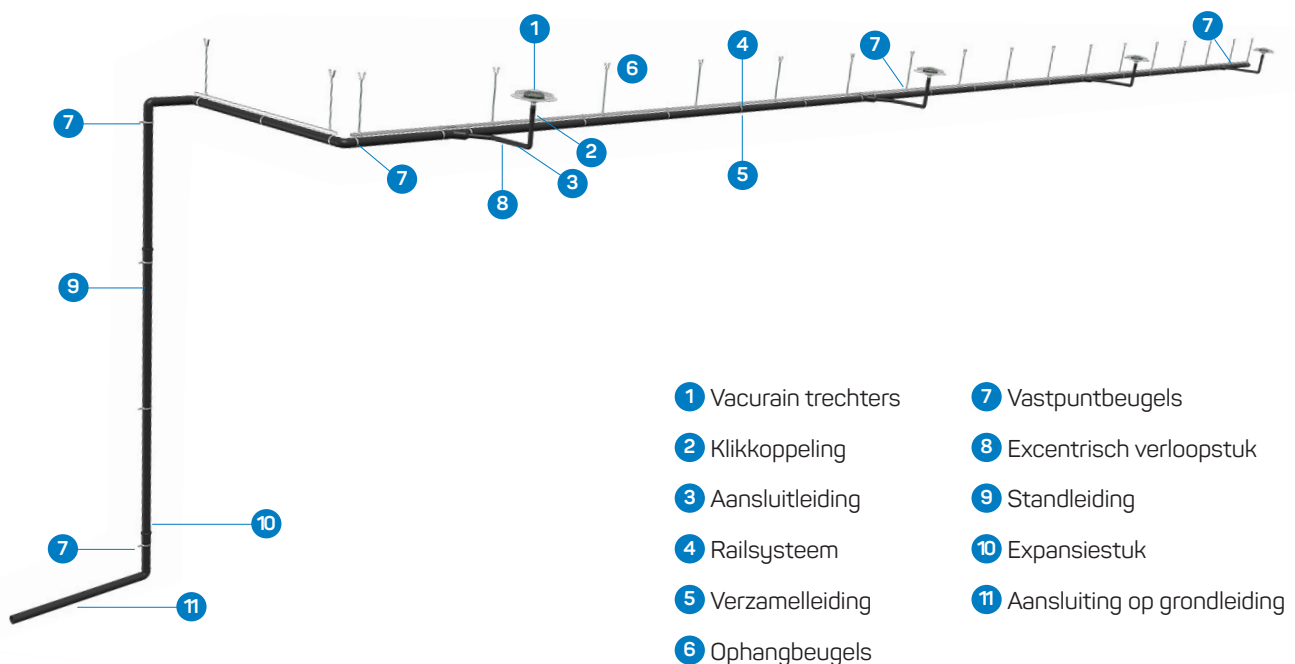 1
6
4
7
7
7
2
7
3
5
8
9
10
7
11
1 Vacurain trechters
2 Klikkoppeling
3 Aansluitleiding
4 Railsysteem
5 Verzamelleiding
6 Ophangbeugels
7 Vastpuntbeugels
8 Excentrisch verloopstuk
9 Standleiding
10 Expansiestuk
11 Aansluiting op grondleiding